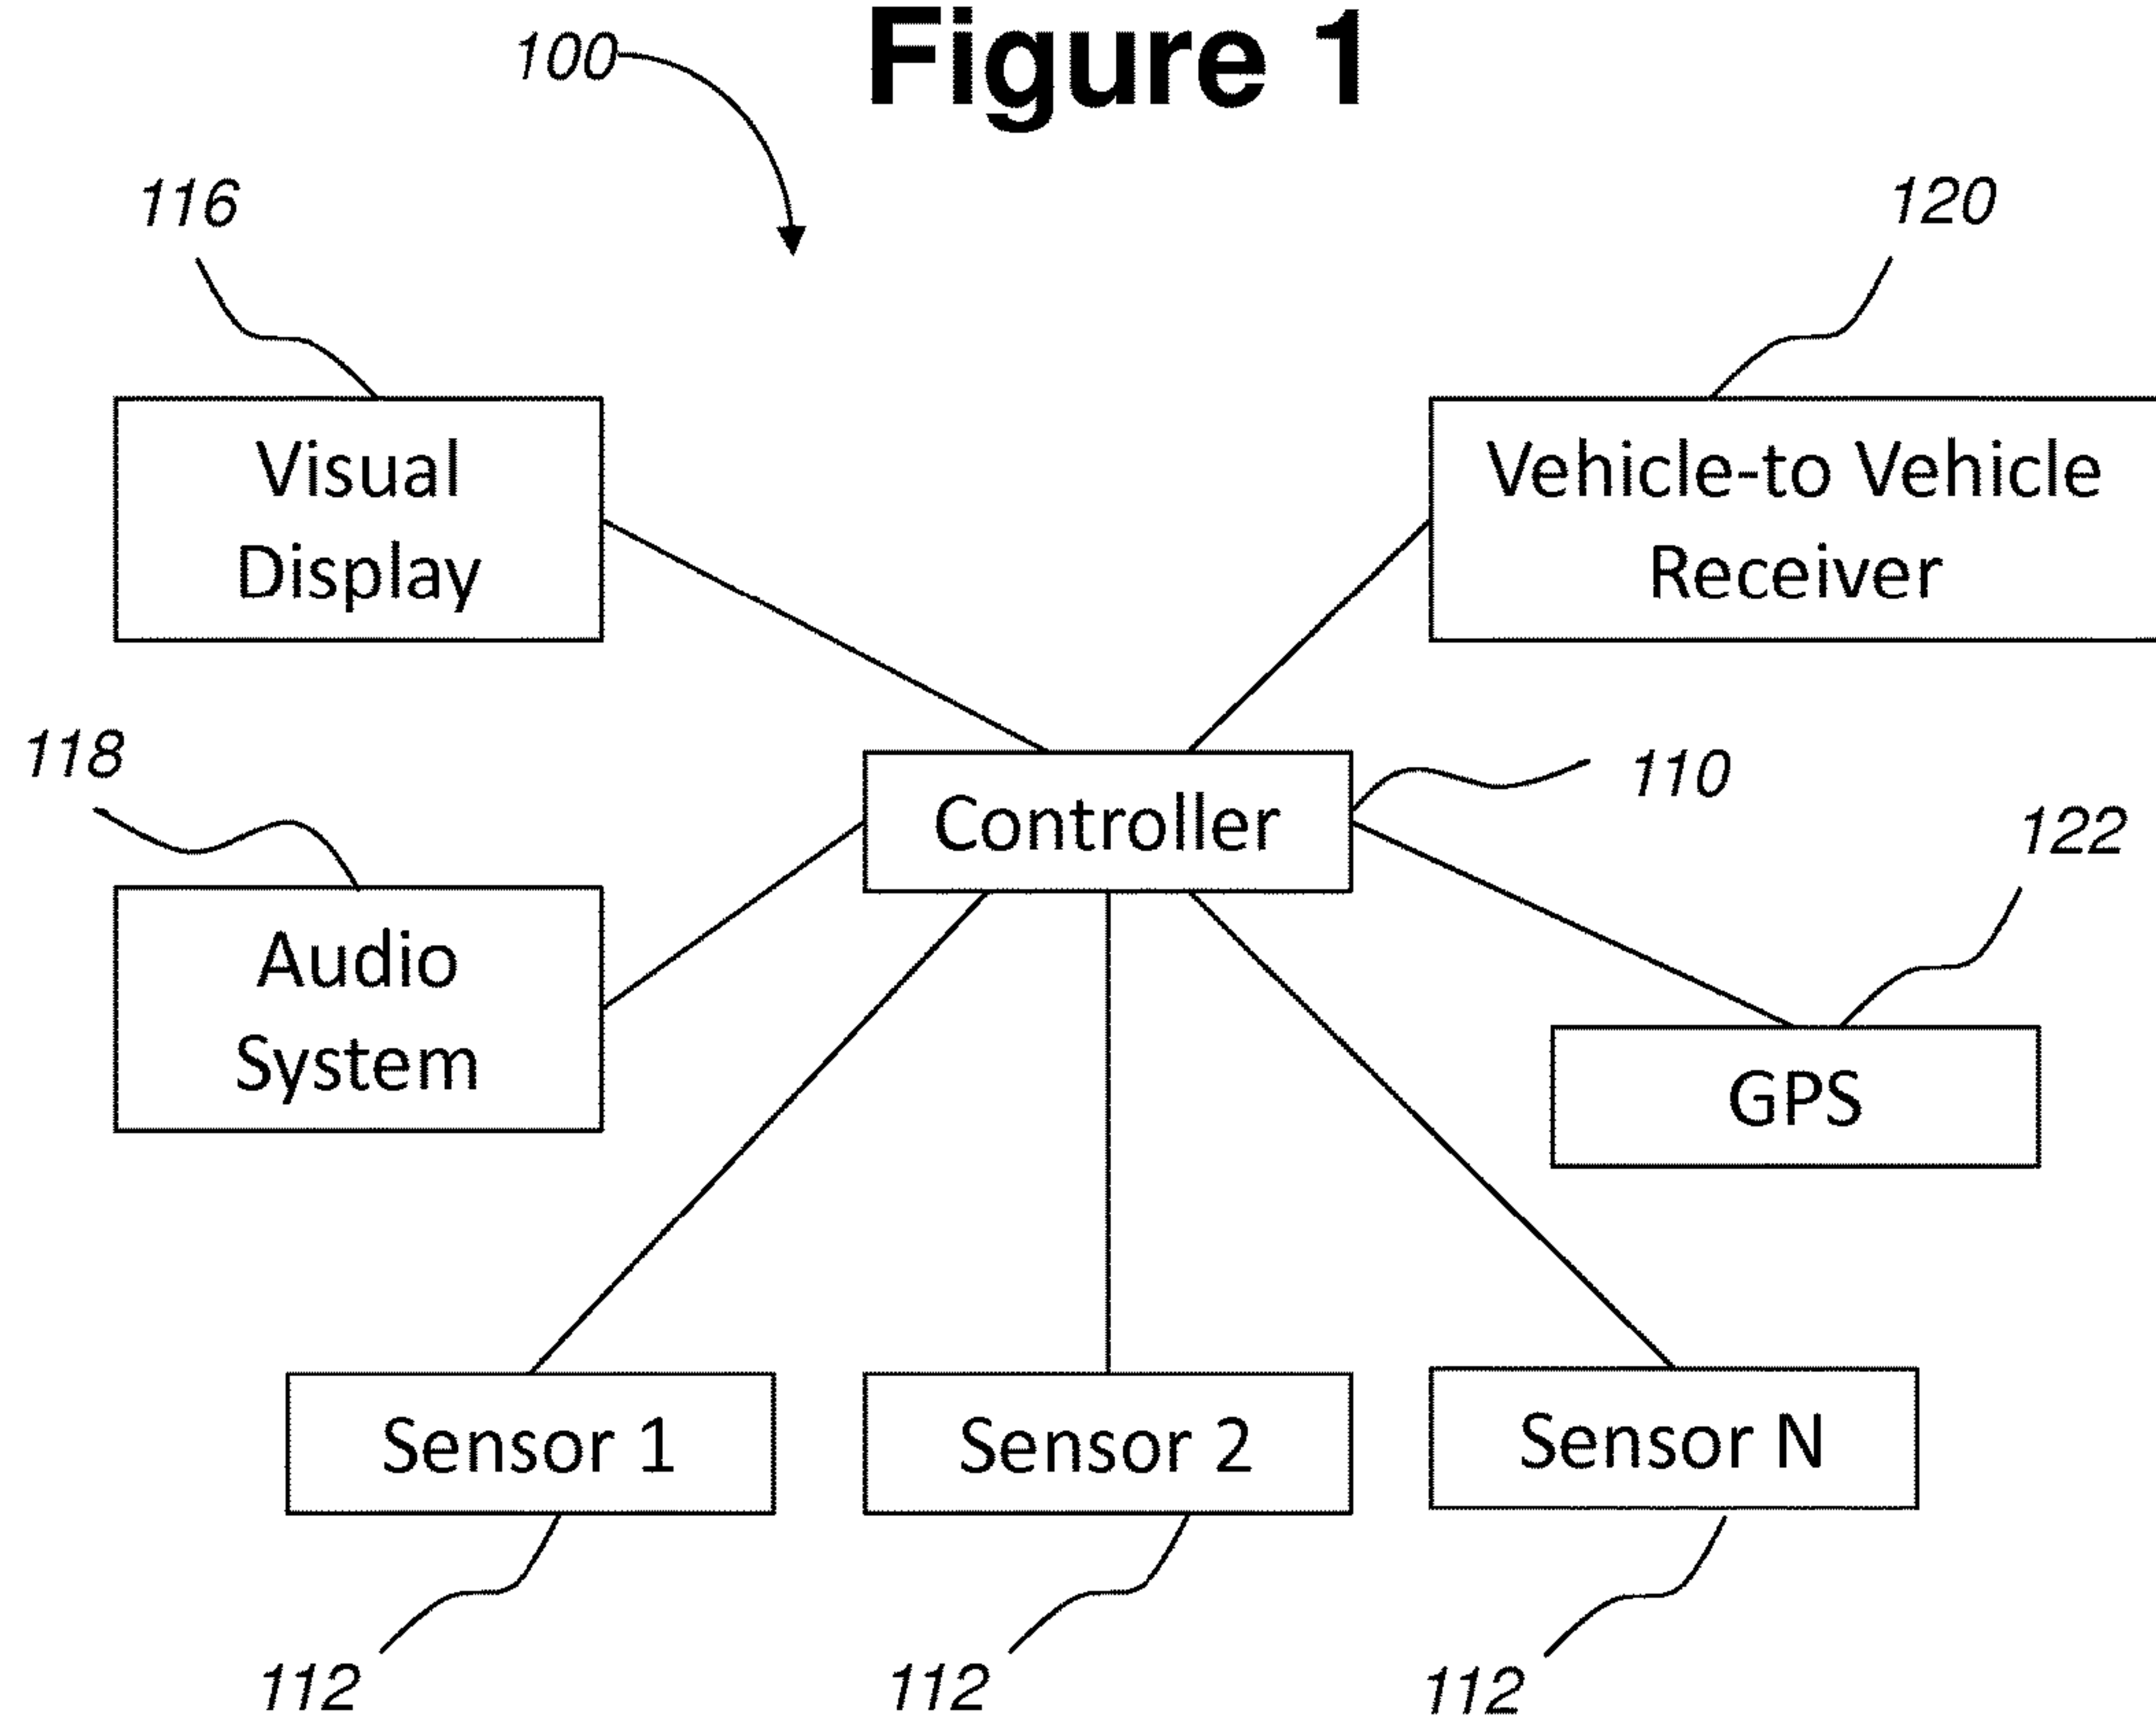 Figure 1
100
116
120
Visual
Display
Vehicle-to Vehicle
Receiver
118
Controller
110
122
Audio
System
GPS
Sensor 1
Sensor 2
Sensor N
112
112
112